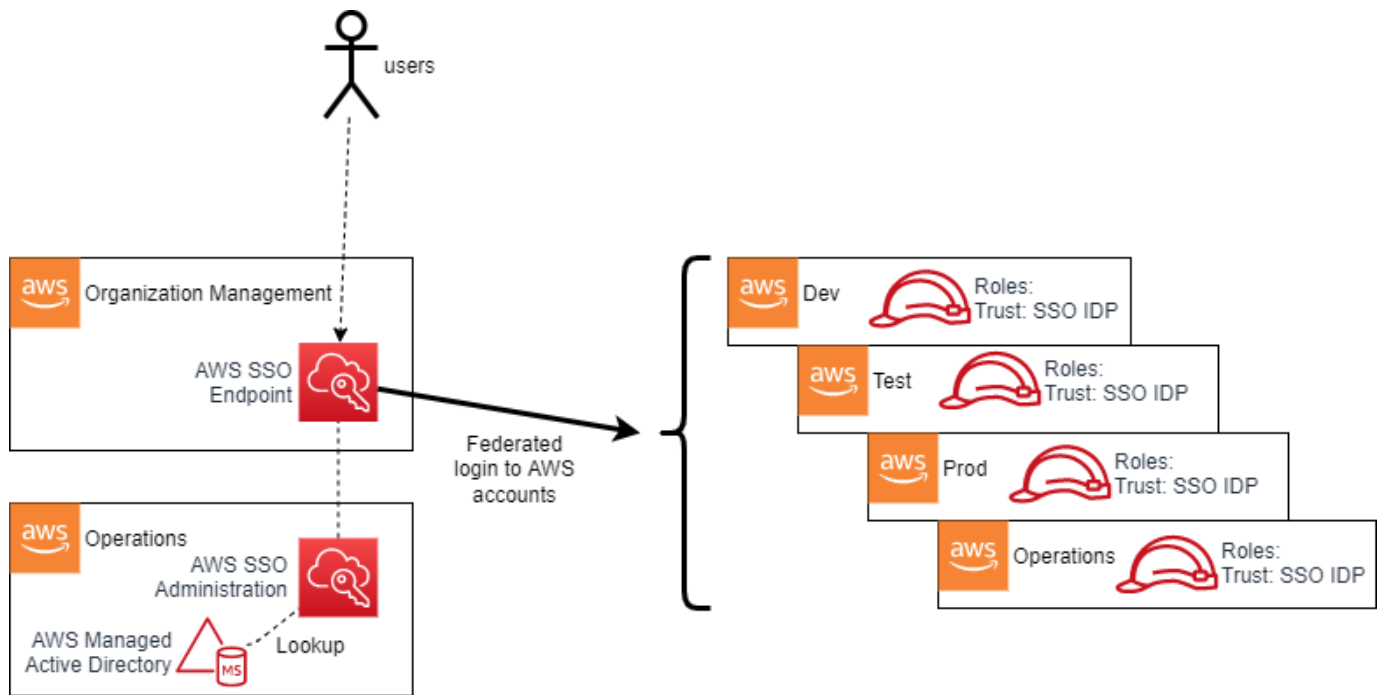 users
aws
Organization Management
AWS SSO
Endpoint
Federated
login to AWS
accounts
aws
Operations
AWS SSO
Administration
AWS Managed
Active Directory
MS
Lookup
aws
Dev
Roles:
Trust: SSO IDP
aws
Test
Roles:
Trust: SSO IDP
aws
Prod
Roles:
Trust: SSO IDP
aws
Operations
Roles:
Trust: SSO IDP